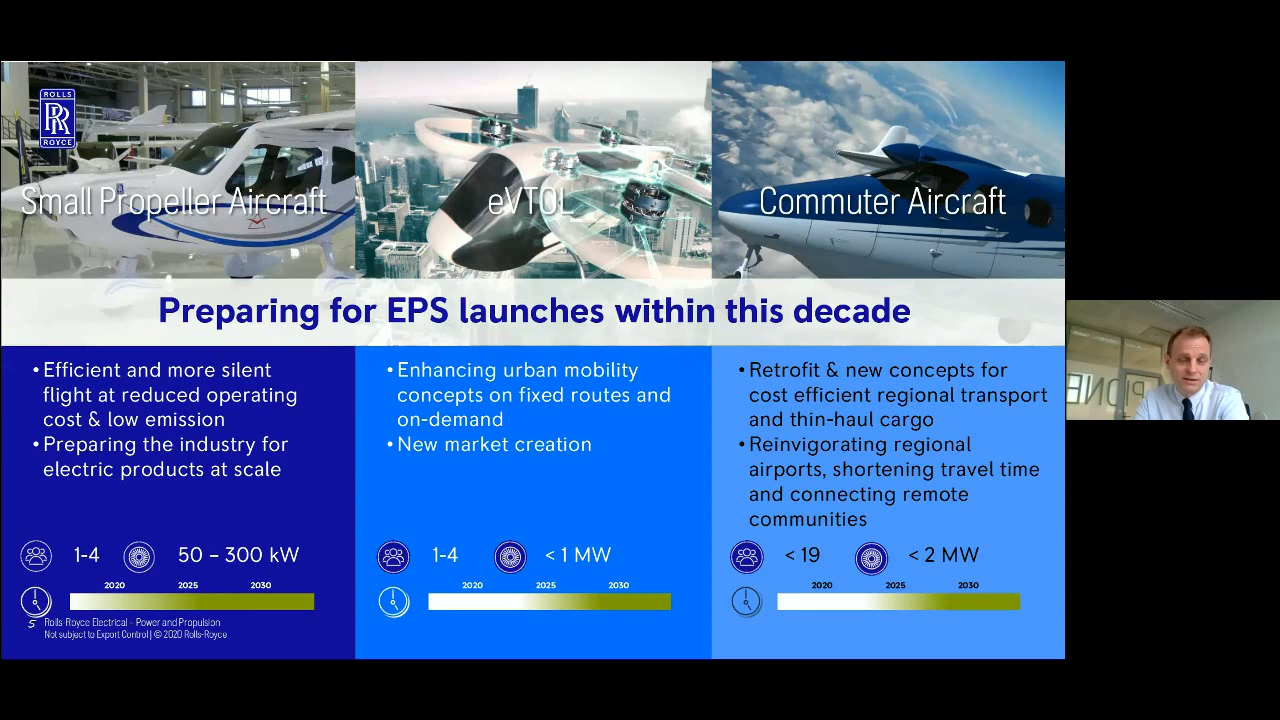 ROLLS
RR
ROYCE
Small Propeller Aircraft
eVTOL
Commuter Aircraft
Preparing for EPS launches within this decade
• Efficient and more silent
flight at reduced operating
cost & low emission
• Preparing the industry for
electric products at scale
1-4
50 – 300 kW
2020 2025 2030
• Enhancing urban mobility
concepts on fixed routes and
on-demand
• New market creation
1-4
< 1 MW
2020 2025 2030
• Retrofit & new concepts for
cost efficient regional transport
and thin-haul cargo
• Reinvigorating regional
airports, shortening travel time
and connecting remote
communities
< 19
< 2 MW
2020 2025 2030
5
Rolls-Royce Electrical – Power and Propulsion
Not subject to Export Control | © 2020 Rolls-Royce